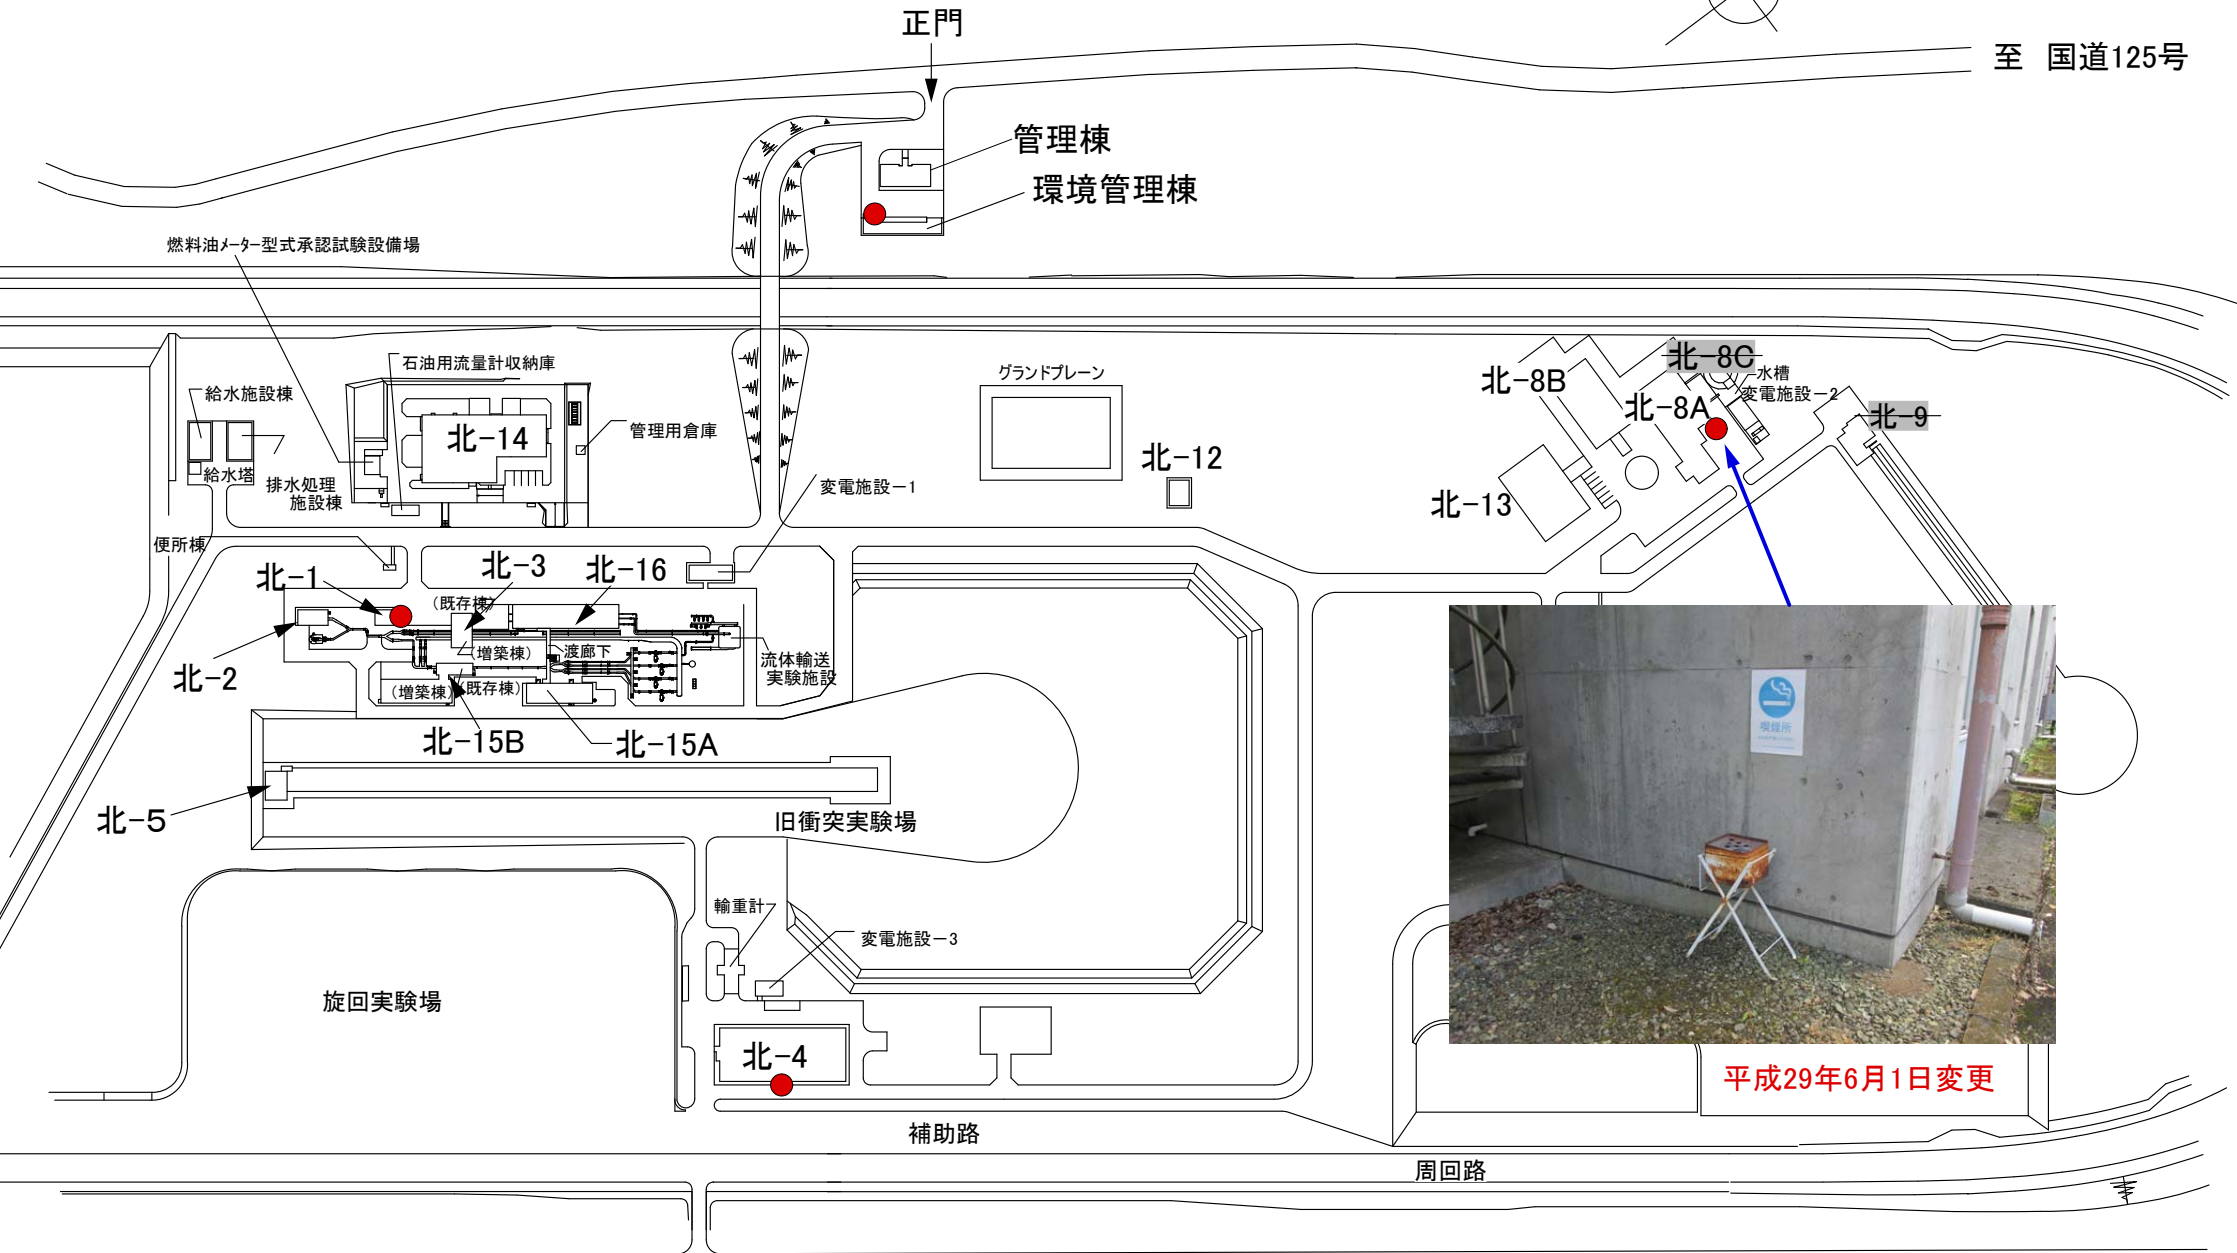 正門
至 国道125号
管理棟
環境管理棟
燃料油メーター型式承認試験設備場
石油用流量計収納庫
グランドプレーン
北-8C
水槽
北-8B
変電施設-2
給水施設棟
北-8A
北-9
管理用倉庫
北-14
北-12
給水塔
排水処理
施設棟
変電施設-1
北-13
便所棟
北-1
北-3
北-16
(既存棟)
(増築棟)
渡廊下
流体輸送
実験施設
北-2
(増築棟)
(既存棟)
北-15B
北-15A
喫煙所
北-5
旧衝突実験場
輪重計
変電施設-3
旋回実験場
北-4
平成29年6月1日変更
補助路
周回路